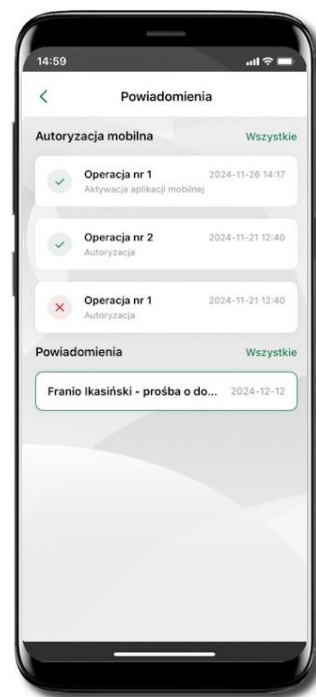 14:59
Powiadomienia
Autoryzacja mobilna Wszystkie
Operacja nr 1 2024-11-26 14:17
Aktywacja aplikacji mobilnej
Operacja nr 2 2024-11-21 12:40
Autoryzacja
Operacja nr 1 2024-11-21 12:40
Autoryzacja
Powiadomienia Wszystkie
Franio Ikasiński - prośba o do... 2024-12-12